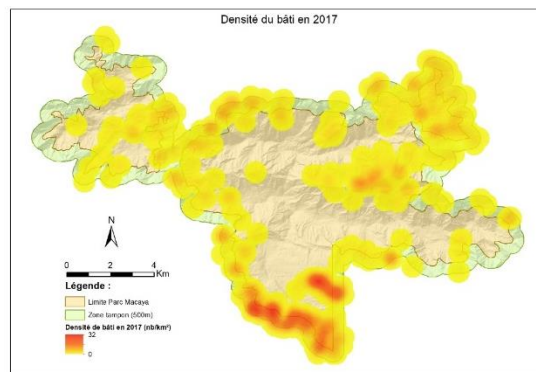 Densité du bâti en 2017
N
0 2 4
Km
Légende :
Limite Parc Macaya
Zone tampon (500m)
Densité de bâti en 2017 (nb/km²)
32
0